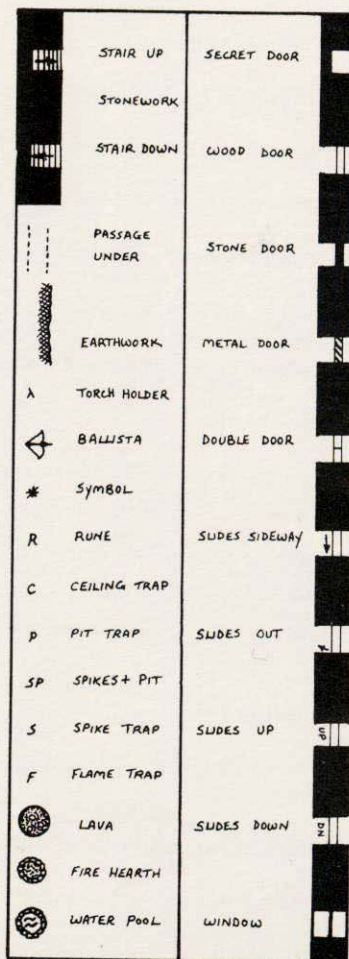 STAIR UP
STONEWORK
STAIR DOWN
PASSAGE
UNDER
EARTHWORK
λ TORCH HOLDER
BALLISTA
* SYMBOL
R RUNE
C CEILING TRAP
P PIT TRAP
SP SPIKES + PIT
S SPIKE TRAP
F FLAME TRAP
LAVA
FIRE HEARTH
WATER POOL
SECRET DOOR
WOOD DOOR
STONE DOOR
METAL DOOR
DOUBLE DOOR
SLIDES SIDEWAY
SLIDES OUT
SLIDES UP UP
SLIDES DOWN DN
WINDOW